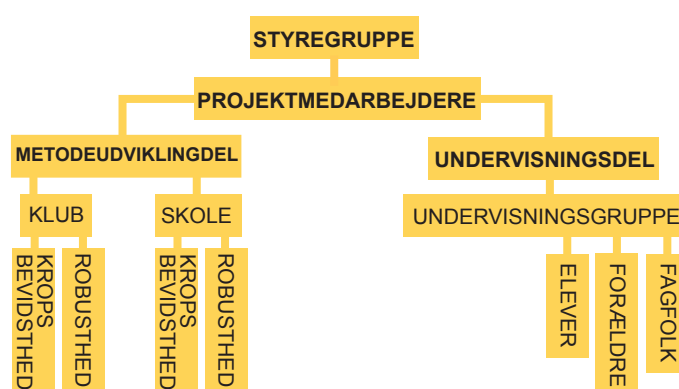 STYREGRUPPE
PROJEKTMEDARBEJDERE
METODEUDVIKLINGDEL
UNDERVISNINGSDEL
KLUB
SKOLE
UNDERVISNINGSGRUPPE
KROPS
BEVIDSTHED
ROBUSTHED
KROPS
BEVIDSTHED
ROBUSTHED
ELEVER
FORÆLDRE
FAGFOLK